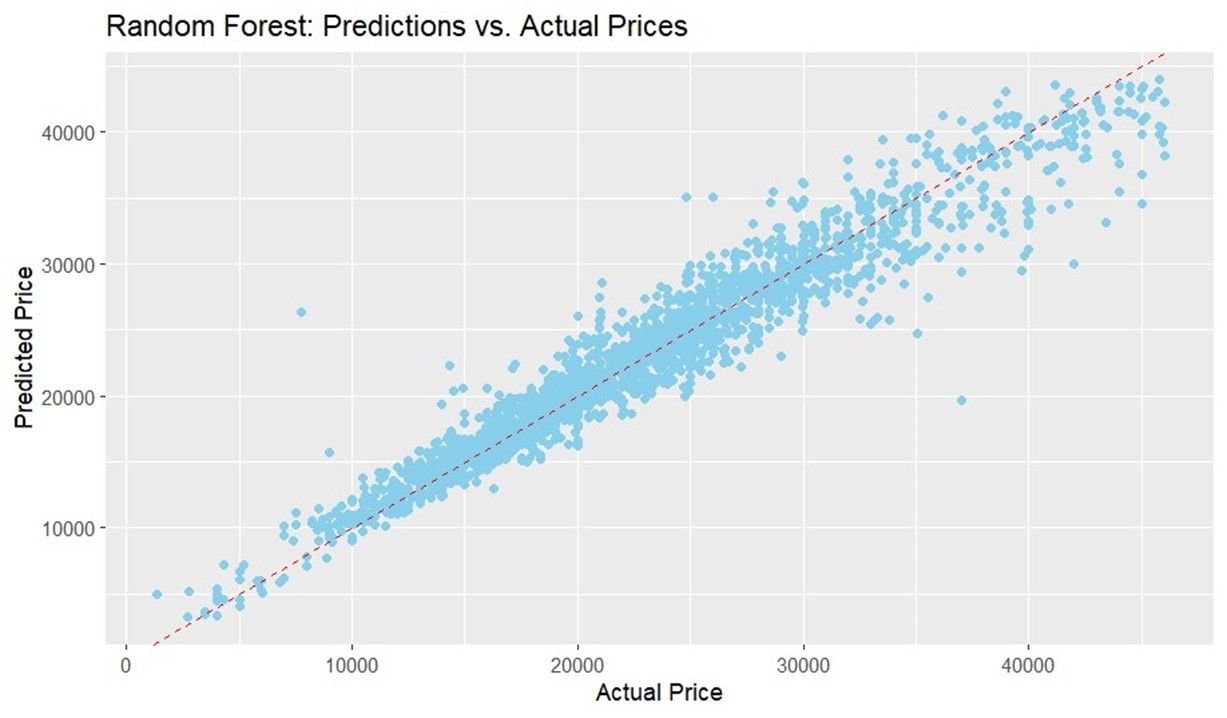 Random Forest: Predictions vs. Actual Prices
Predicted Price
40000
30000
20000
10000
0 10000 20000 30000 40000
Actual Price